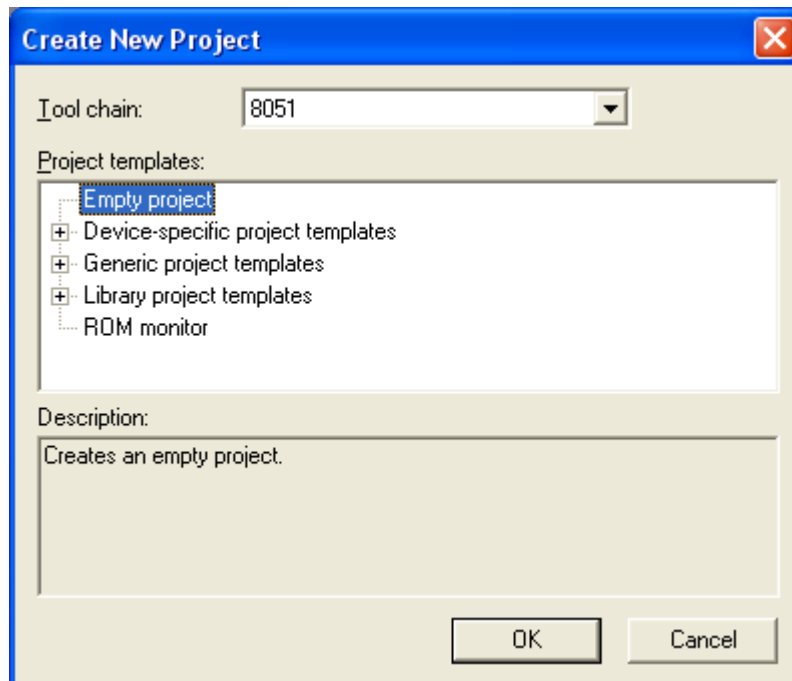 Create New Project
Tool chain: 8051
Project templates:
Empty project
Device-specific project templates
Generic project templates
Library project templates
ROM monitor
Description:
Creates an empty project.
OK Cancel